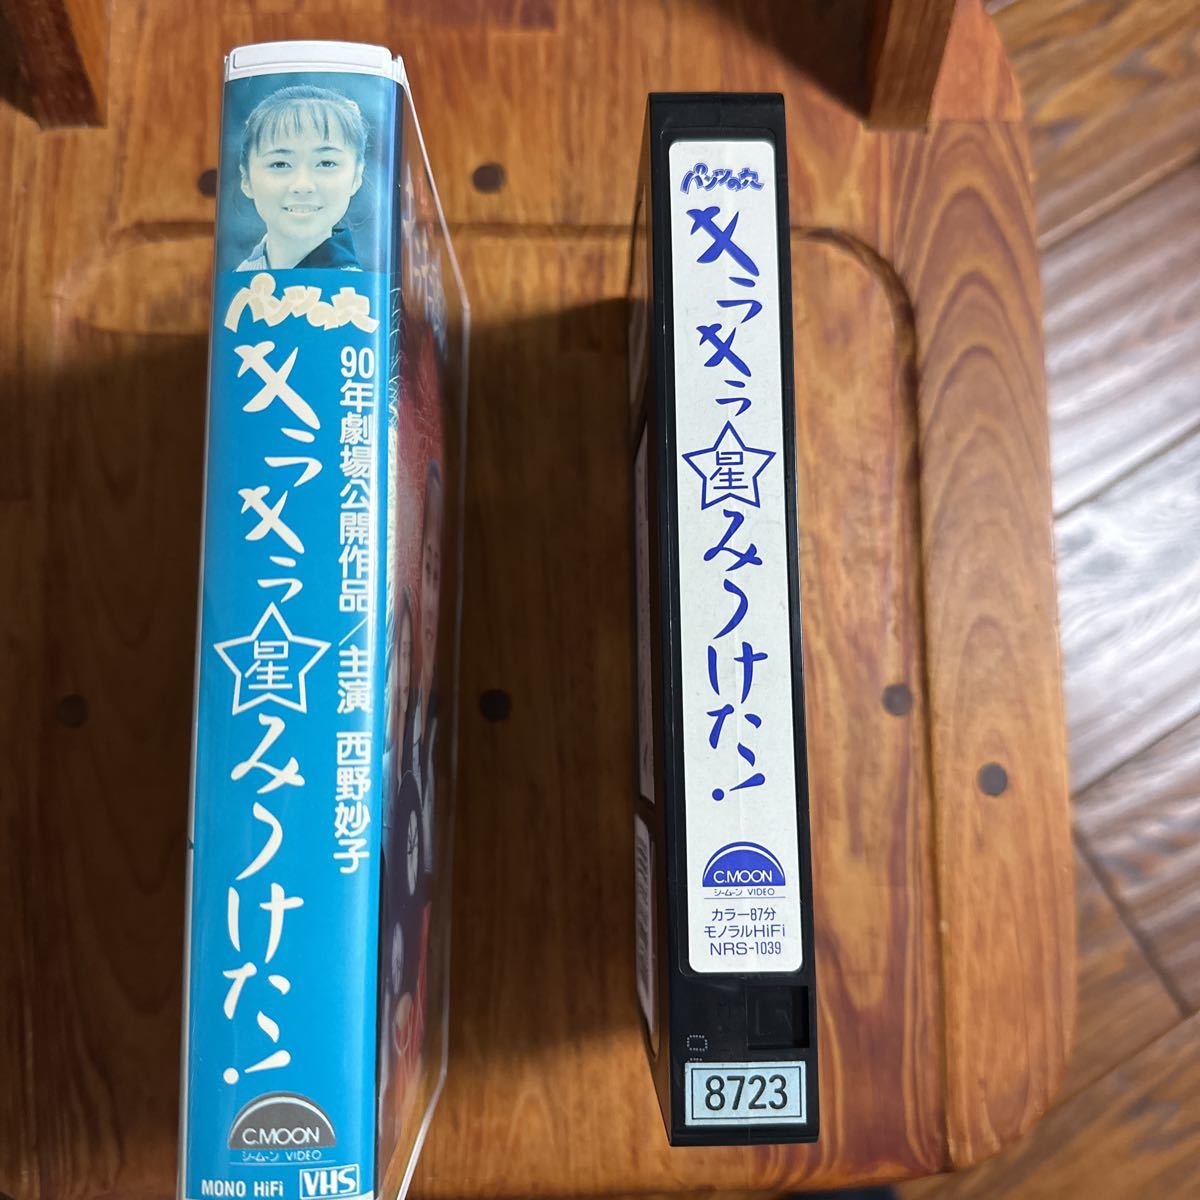 パンツの穴
キラキラ星みつけた!
90年劇場公開作品/主演 西野妙子
C.MOON
シームーン VIDEO
MONO HiFi VHS
パンツの穴
キラキラ星みつけた!
C.MOON
シームーン VIDEO
カラー87分
モノラルHiFi
NRS-1039
8723